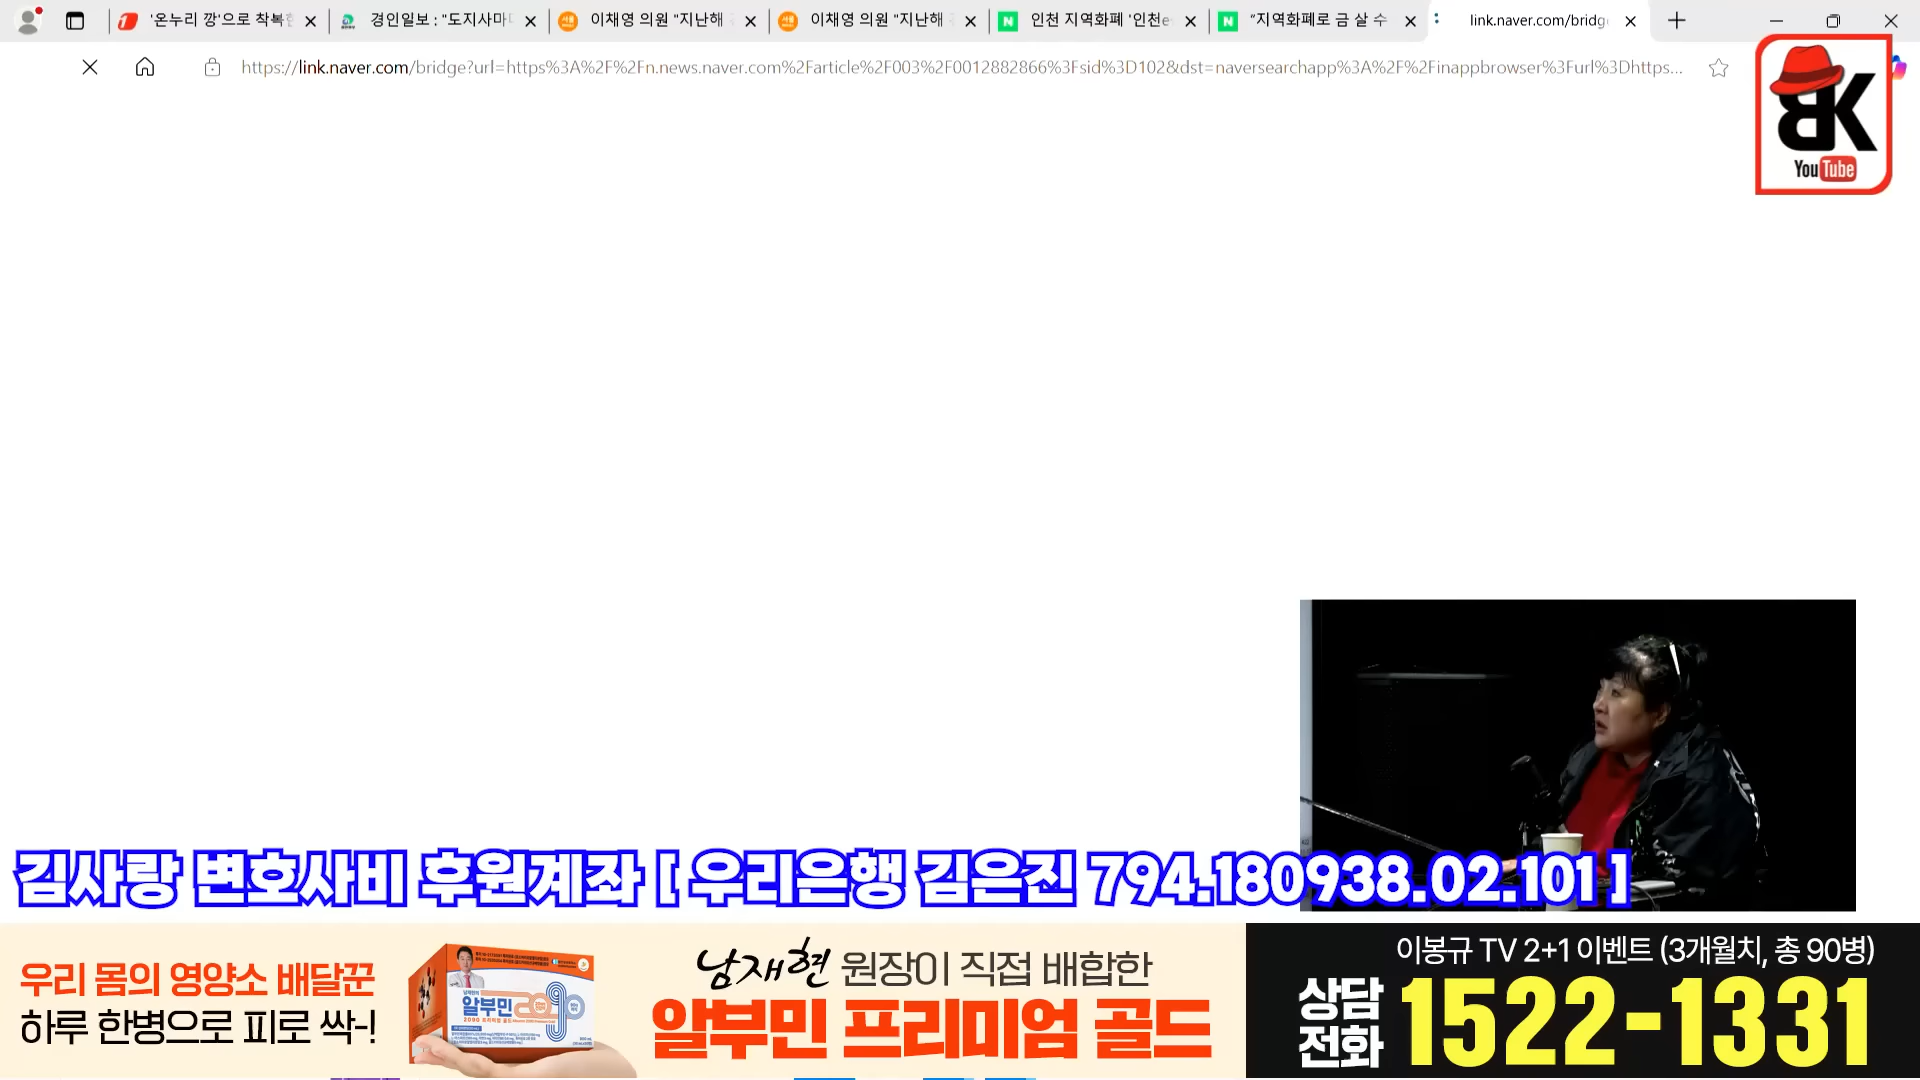 '온누리 깡'으로 착복한
경인일보 : "도지사마다
이채영 의원 "지난해
이채영 의원 "지난해
인천 지역화폐 '인천e
"지역화폐로 금 살 수
link.naver.com/bridg
https://link.naver.com/bridge?url=https%3A%2F%2Fn.news.naver.com%2Farticle%2F003%2F0012882866%3Fsid%3D102&dst=naversearchapp%3A%2F%2Finappbrowser%3Furl%3Dhttps...
BK
YouTube
김사랑 변호사비 후원계좌 [ 우리은행 김은진 794.180938.02.101 ]
우리 몸의 영양소 배달꾼
하루 한병으로 피로 싹-!
알부민
남재현 원장이 직접 배합한
알부민 프리미엄 골드
이봉규 TV 2+1 이벤트 (3개월치, 총 90병)
상담전화 1522-1331